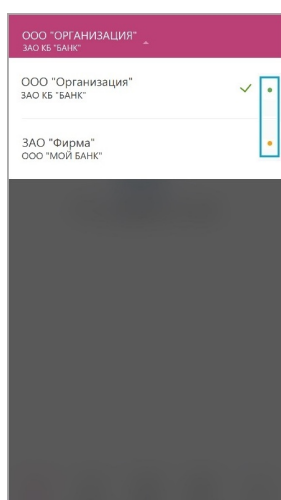 ООО "ОРГАНИЗАЦИЯ"
ЗАО КБ "БАНК"
ООО "Организация"
ЗАО КБ "БАНК"
ЗАО "Фирма"
ООО "МОЙ БАНК"